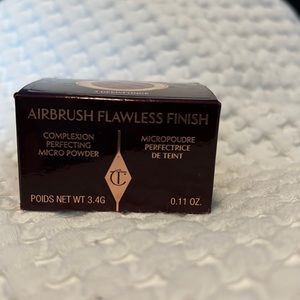 AIRBRUSH FLAWLESS FINISH
COMPLEXION
PERFECTING
MICRO POWDER
MICROPOUDRE
PERFECTRICE
DE TEINT
CT
POIDS NET WT 3.4G
0.11 OZ.